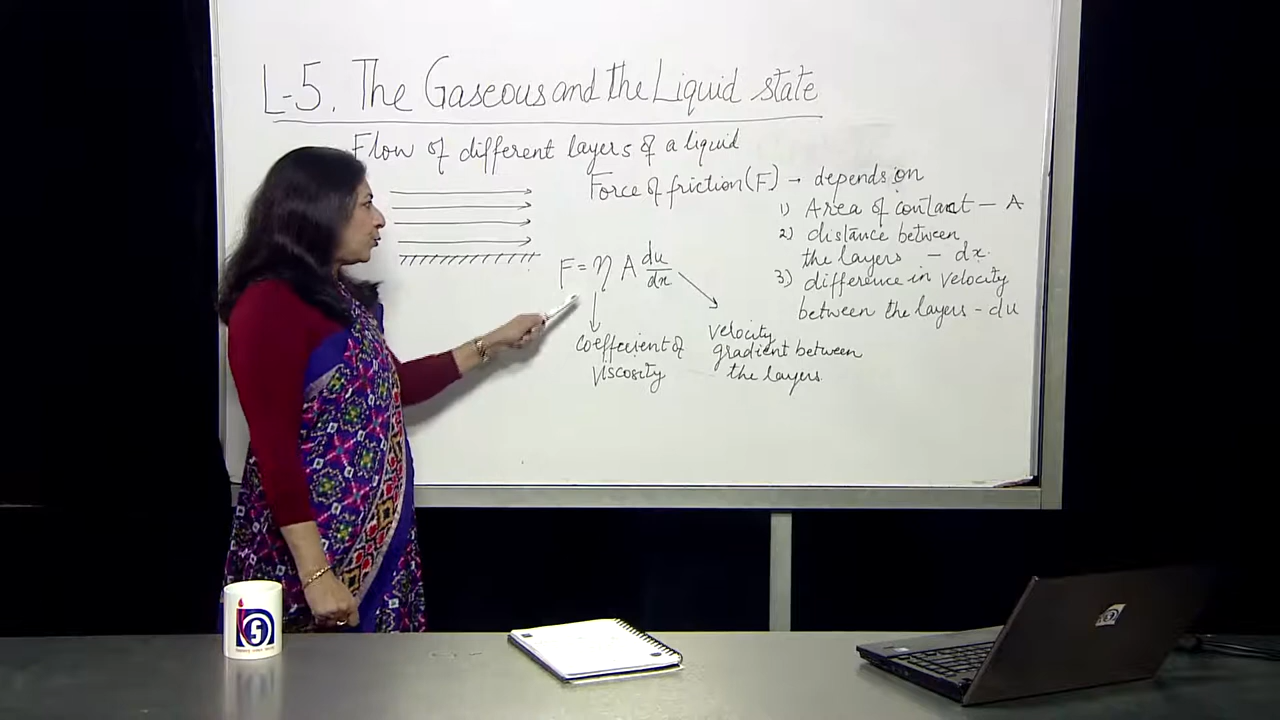 L-5. The Gaseous and the Liquid state
Flow of different layers of a liquid
Force of friction (F) → depends on
1) Area of contact – A
2) distance between
the layers – dx
3) difference in velocity
between the layers – du
F = η A du/dx
coefficient of
viscosity
velocity
gradient between
the layers